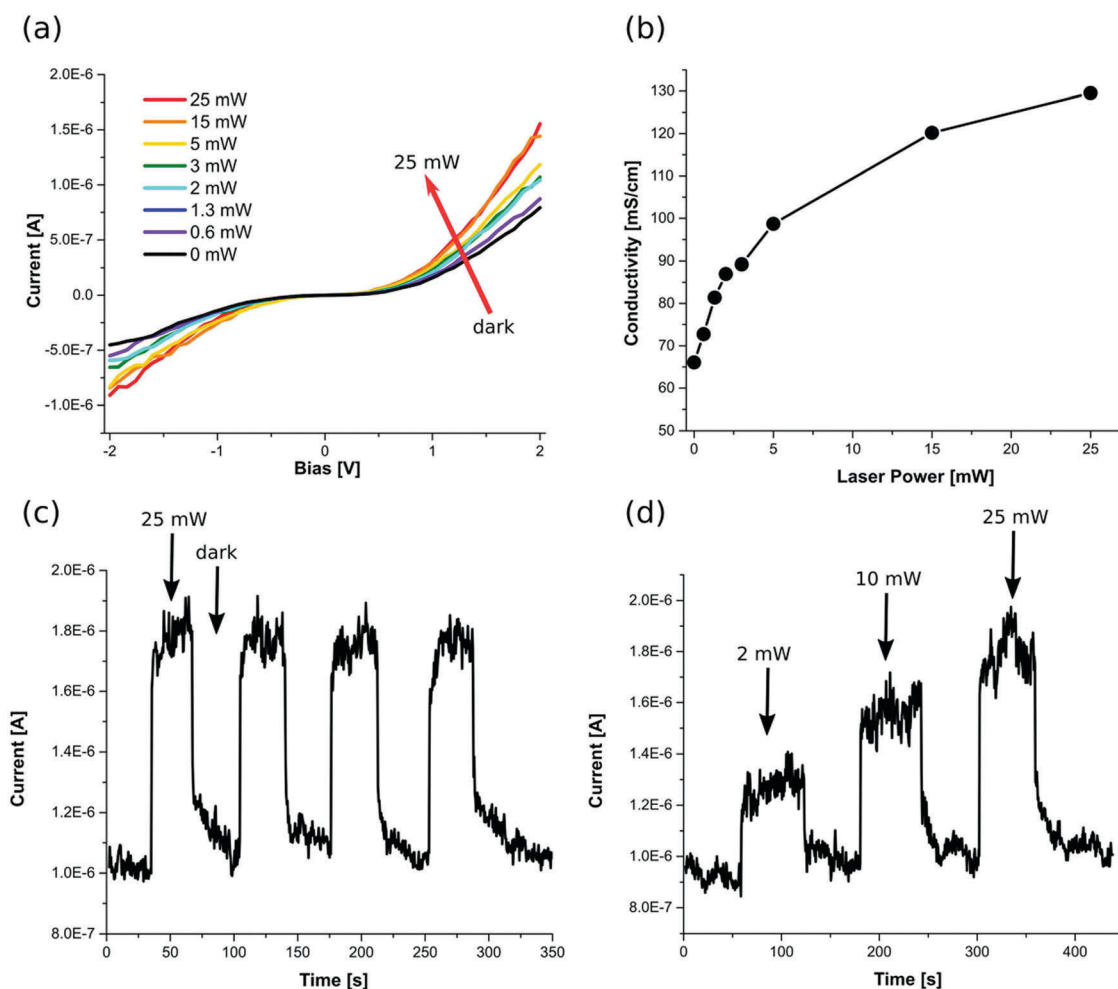 (a)
2.0E-6
1.5E-6
1.0E-6
5.0E-7
0.0
-5.0E-7
-1.0E-6
Current [A]
25 mW
15 mW
5 mW
3 mW
2 mW
1.3 mW
0.6 mW
0 mW
25 mW
dark
-2
-1
0
1
2
Bias [V]
(b)
130
120
110
100
90
80
70
60
50
Conductivity [mS/cm]
0
5
10
15
20
25
Laser Power [mW]
(c)
25 mW
dark
2.0E-6
1.8E-6
1.6E-6
1.4E-6
1.2E-6
1.0E-6
8.0E-7
Current [A]
0
50
100
150
200
250
300
350
Time [s]
(d)
25 mW
10 mW
2 mW
2.0E-6
1.8E-6
1.6E-6
1.4E-6
1.2E-6
1.0E-6
8.0E-7
Current [A]
0
100
200
300
400
Time [s]